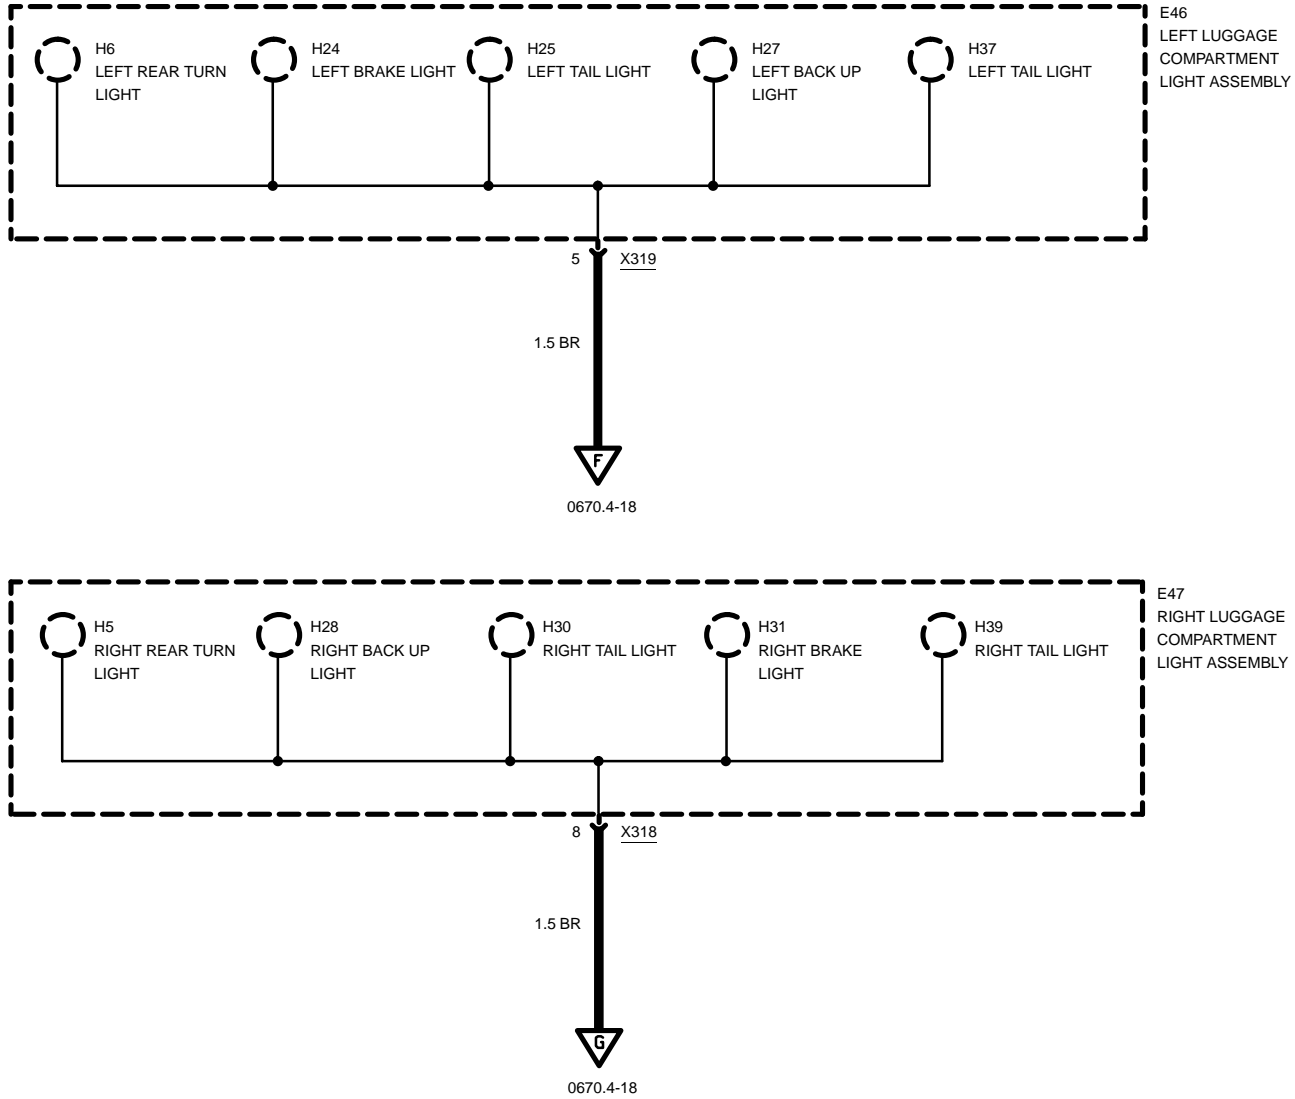 E46
LEFT LUGGAGE
COMPARTMENT
LIGHT ASSEMBLY
H6
LEFT REAR TURN
LIGHT
H24
LEFT BRAKE LIGHT
H25
LEFT TAIL LIGHT
H27
LEFT BACK UP
LIGHT
H37
LEFT TAIL LIGHT
5
X319
1.5 BR
F
0670.4-18
E47
RIGHT LUGGAGE
COMPARTMENT
LIGHT ASSEMBLY
H5
RIGHT REAR TURN
LIGHT
H28
RIGHT BACK UP
LIGHT
H30
RIGHT TAIL LIGHT
H31
RIGHT BRAKE
LIGHT
H39
RIGHT TAIL LIGHT
8
X318
1.5 BR
G
0670.4-18